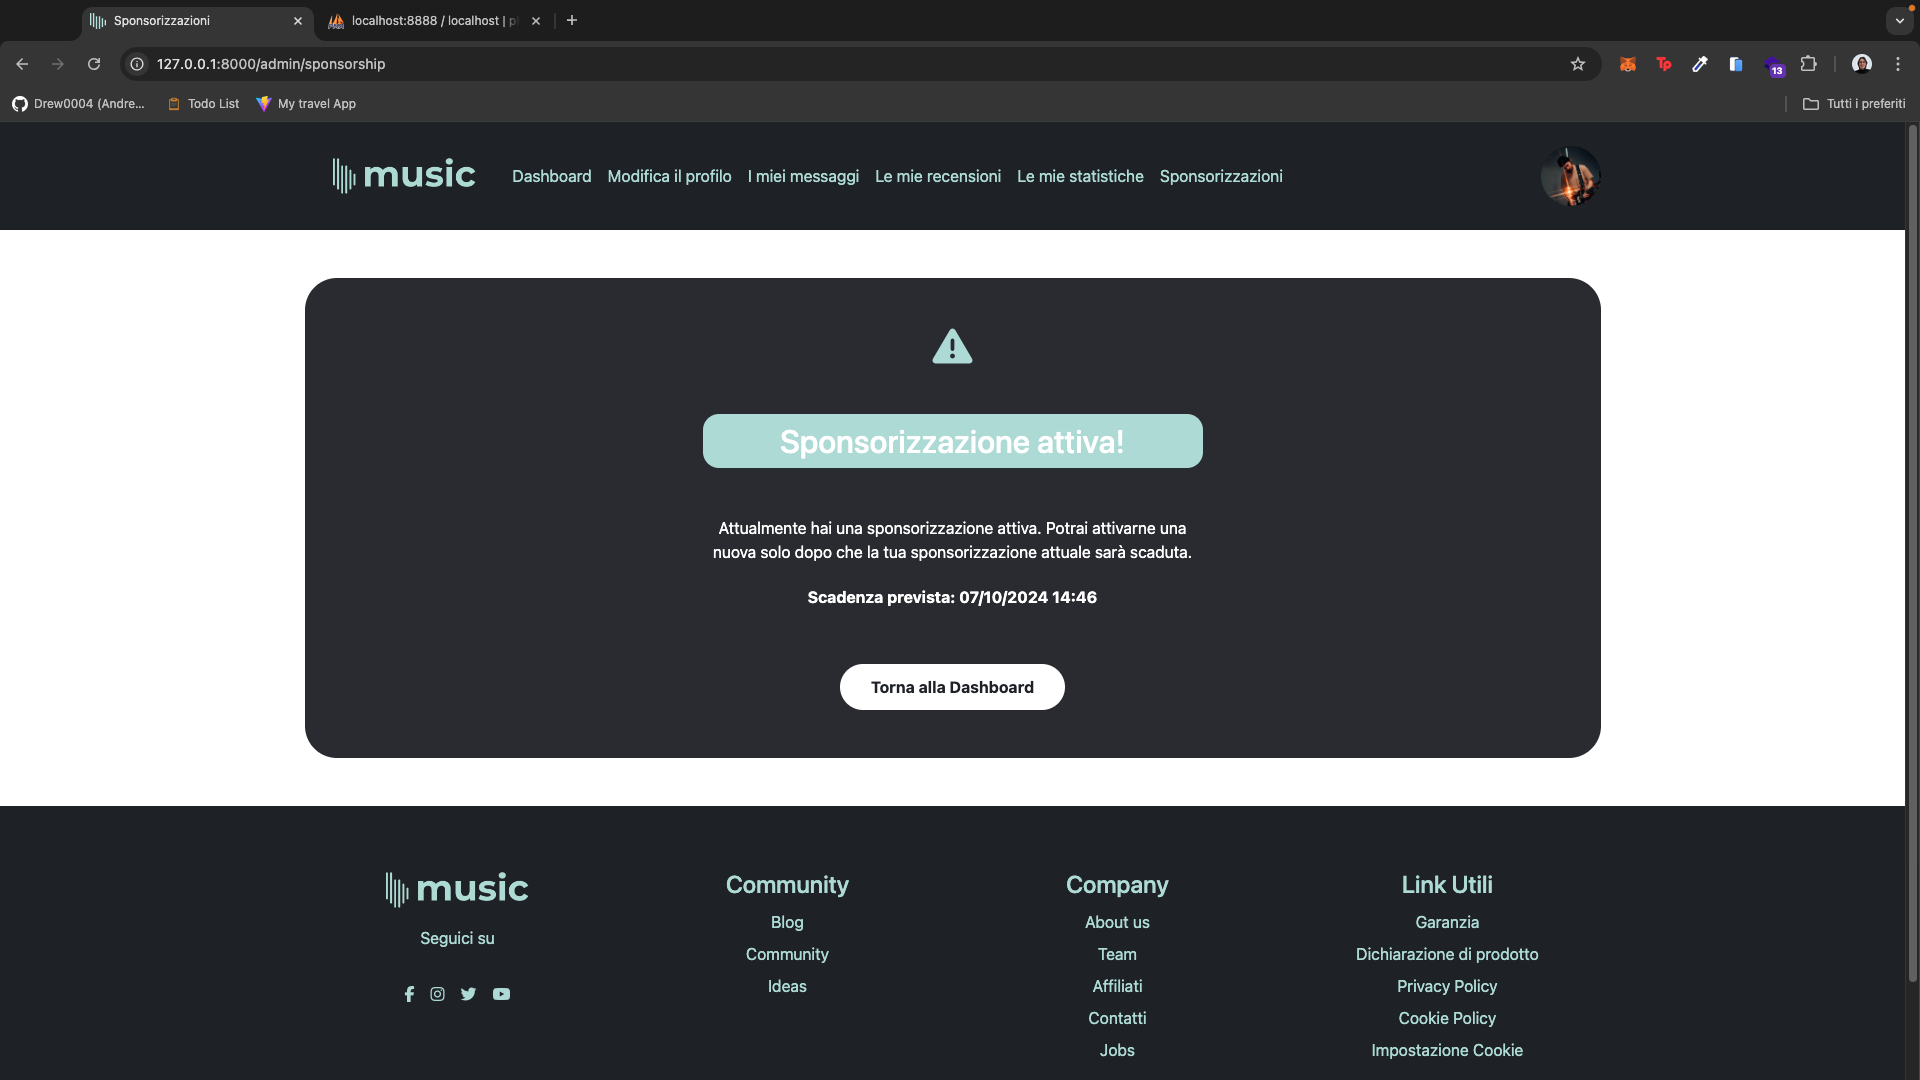 Sponsorizzazioni
localhost:8888 / localhost | p
127.0.0.1:8000/admin/sponsorship
13
Drew0004 (Andre...
Todo List
My travel App
Tutti i preferiti
music
Dashboard
Modifica il profilo
I miei messaggi
Le mie recensioni
Le mie statistiche
Sponsorizzazioni
Sponsorizzazione attiva!
Attualmente hai una sponsorizzazione attiva. Potrai attivarne una
nuova solo dopo che la tua sponsorizzazione attuale sarà scaduta.
Scadenza prevista: 07/10/2024 14:46
Torna alla Dashboard
music
Seguici su
Community
Blog
Community
Ideas
Company
About us
Team
Affiliati
Contatti
Jobs
Link Utili
Garanzia
Dichiarazione di prodotto
Privacy Policy
Cookie Policy
Impostazione Cookie